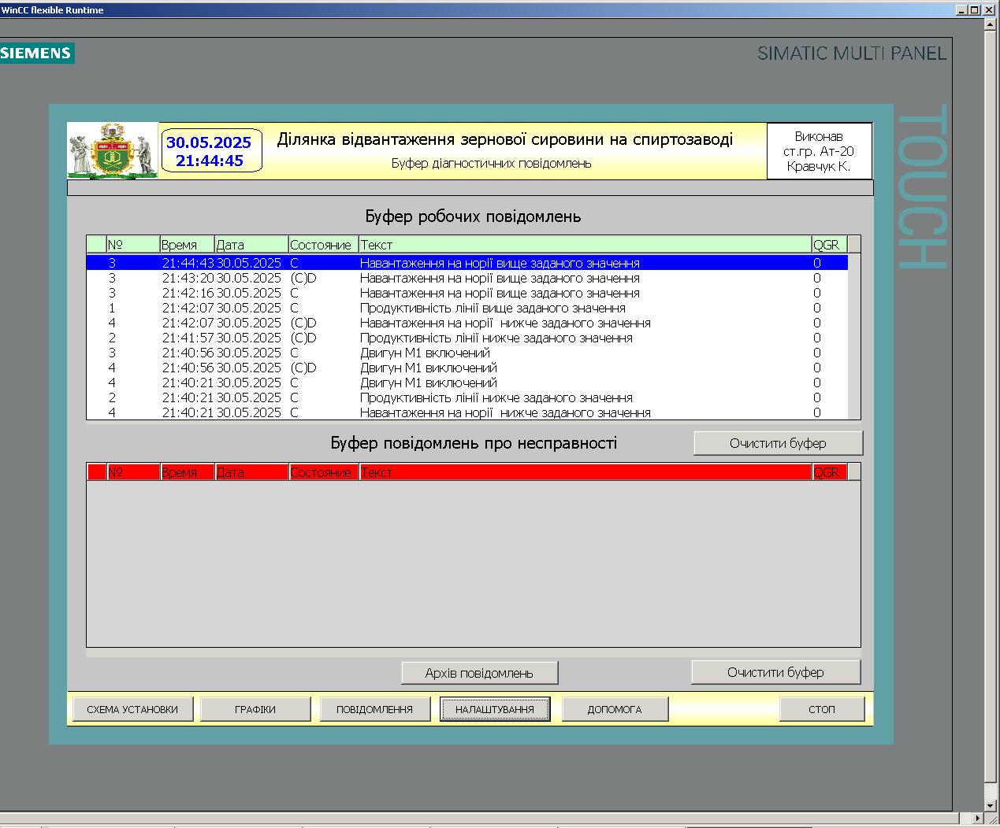 WinCC flexible Runtime
SIEMENS
SIMATIC MULTI PANEL
TOUCH
30.05.2025
21:44:45
Ділянка відвантаження зернової сировини на спиртозаводі
Буфер діагностичних повідомлень
Виконав
ст.гр. Ат-20
Кравчук К.
Буфер робочих повідомлень
№ Время Дата Состояние Текст QGR
3 21:44:43 30.05.2025 C Навантаження на норії вище заданого значення 0
3 21:43:20 30.05.2025 (C)D Навантаження на норії вище заданого значення 0
3 21:42:16 30.05.2025 C Навантаження на норії вище заданого значення 0
1 21:42:07 30.05.2025 C Продуктивність лінії вище заданого значення 0
4 21:42:07 30.05.2025 (C)D Навантаження на норії нижче заданого значення 0
2 21:41:57 30.05.2025 (C)D Продуктивність лінії нижче заданого значення 0
3 21:40:56 30.05.2025 C Двигун М1 включений 0
4 21:40:56 30.05.2025 (C)D Двигун М1 виключений 0
4 21:40:21 30.05.2025 C Двигун М1 виключений 0
2 21:40:21 30.05.2025 C Продуктивність лінії нижче заданого значення 0
4 21:40:21 30.05.2025 C Навантаження на норії нижче заданого значення 0
Буфер повідомлень про несправності
Очистити буфер
№ Время Дата Состояние Текст QGR
Архів повідомлень
Очистити буфер
СХЕМА УСТАНОВКИ
ГРАФІКИ
ПОВІДОМЛЕННЯ
НАЛАШТУВАННЯ
ДОПОМОГА
СТОП